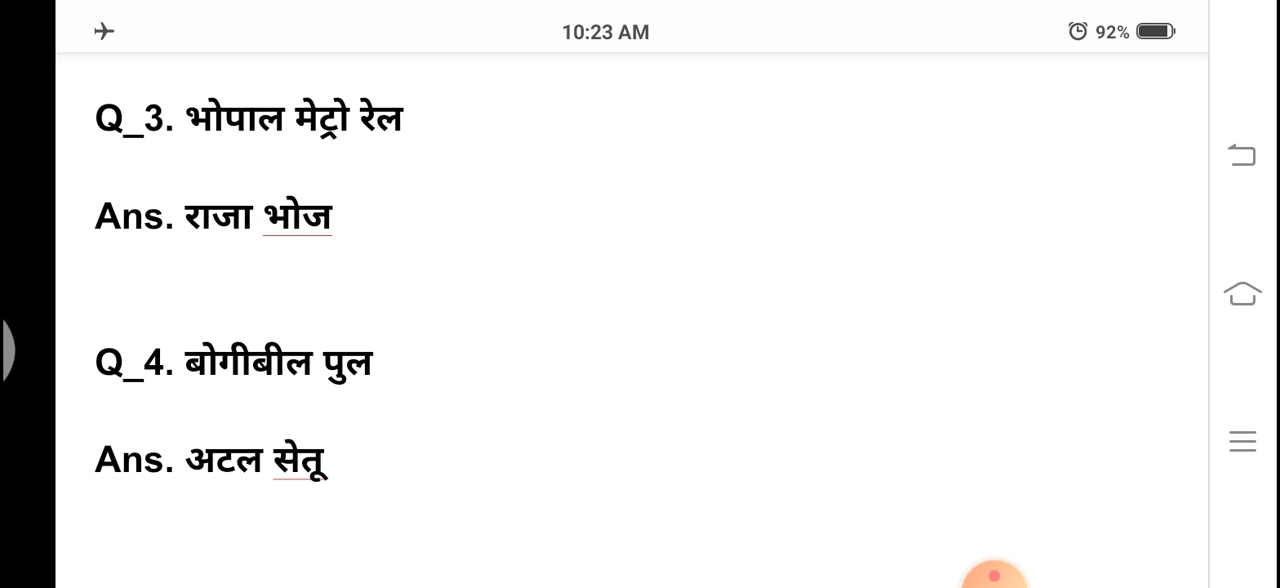 10:23 AM 92%
Q_3. भोपाल मेट्रो रेल
Ans. राजा भोज
Q_4. बोगीबील पुल
Ans. अटल सेतू